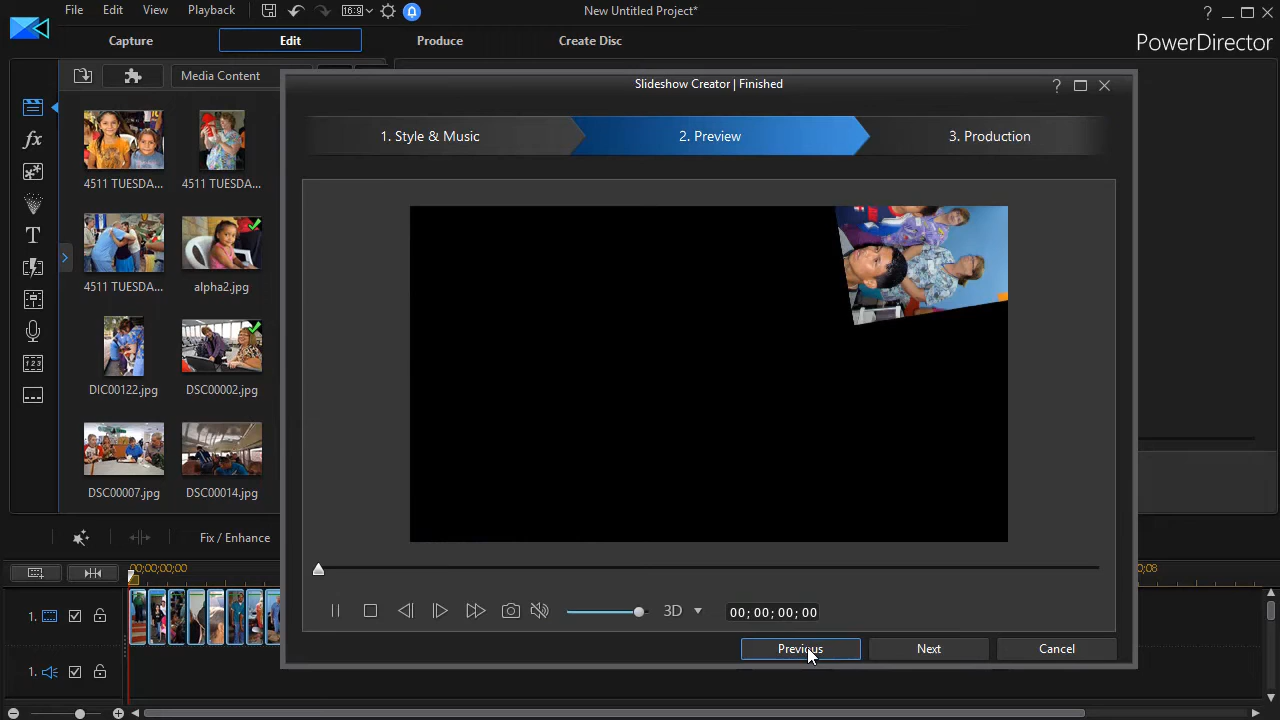 File Edit View Playback 16:9 New Untitled Project* ?
Capture Edit Produce Create Disc PowerDirector
Media Content
Slideshow Creator | Finished ?
1. Style & Music 2. Preview 3. Production
fx
4511 TUESDA... 4511 TUESDA...
T
4511 TUESDA... alpha2.jpg
DIC00122.jpg DSC00002.jpg
DSC00007.jpg DSC00014.jpg
Fix / Enhance
00;00;00;00
3D 00; 00; 00; 00
1.
Previous Next Cancel
1.